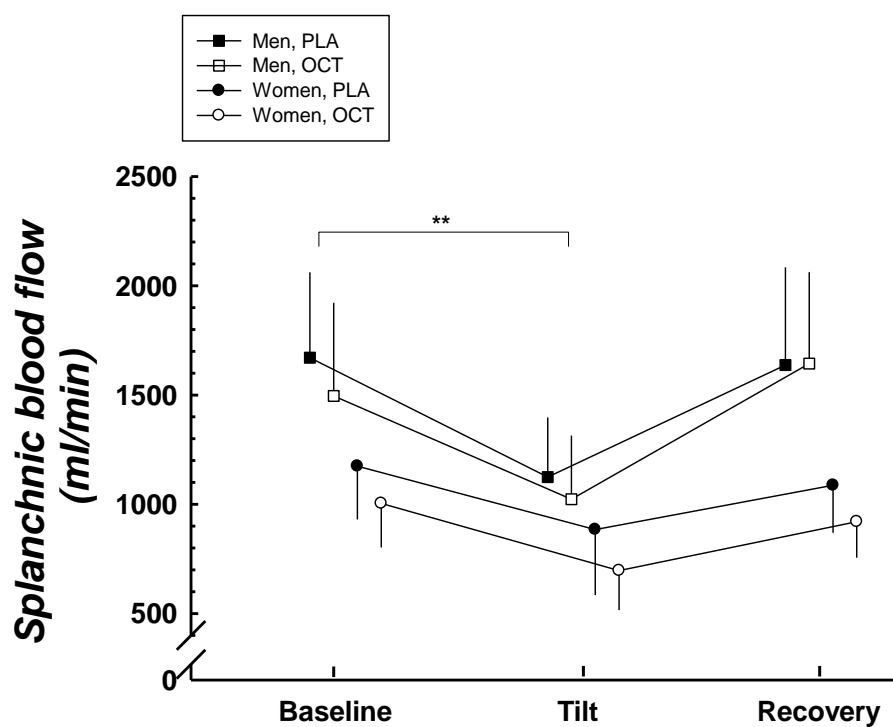 Men, PLA
Men, OCT
Women, PLA
Women, OCT
2500
**
2000
1500
1000
500
0
Splanchnic blood flow
(ml/min)
Baseline Tilt Recovery